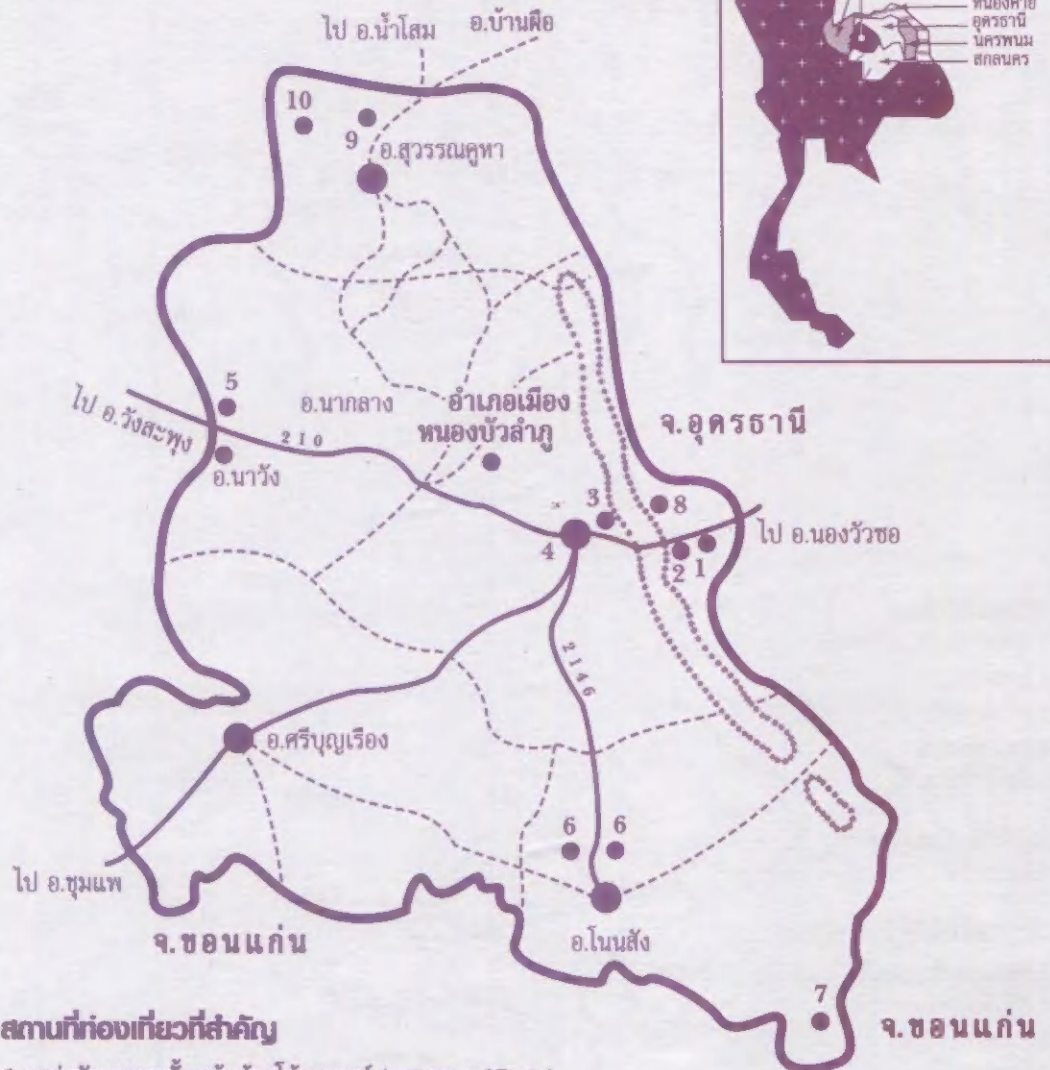 ไป อ.น้ำโสม
อ.บ้านผือ
อุดรธานี
นครพนม
สกลนคร
10
9
อ.สุวรรณคูหา
5
ไป อ.วังสะพุง
210
อ.นากลาง
อำเภอเมือง
หนองบัวลำภู
จ.อุดรธานี
อ.นาวัง
3
8
4
2
1
ไป อ.นองวัวซอ
2146
อ.ศรีบุญเรือง
6
6
ไป อ.ชุมแพ
จ.ขอนแก่น
อ.โนนสัง
7
จ.ขอนแก่น
สถานที่ท่องเที่ยวที่สำคัญ